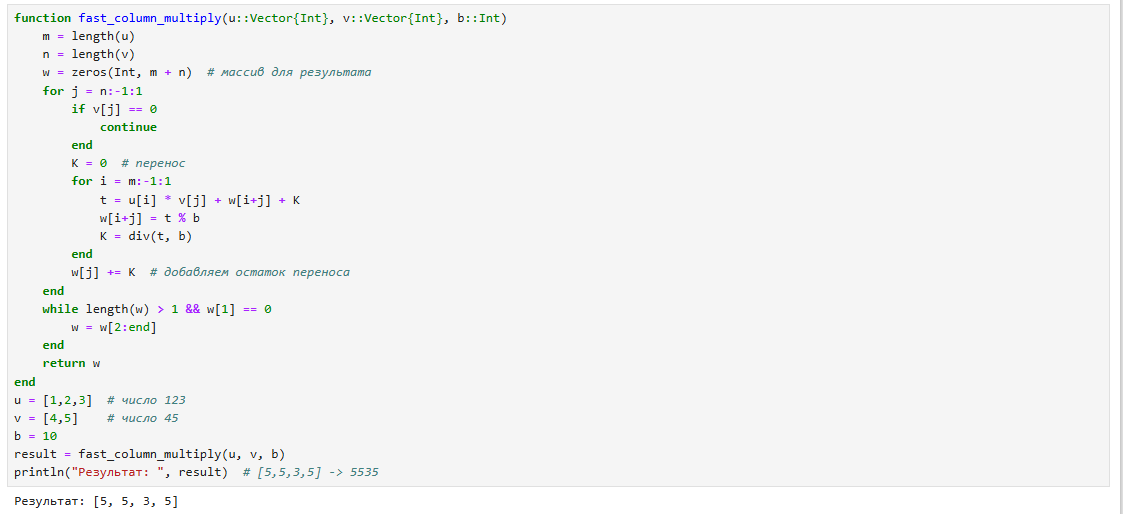 function fast_column_multiply(u::Vector{Int}, v::Vector{Int}, b::Int)
    m = length(u)
    n = length(v)
    w = zeros(Int, m + n)  # массив для результата
    for j = n:-1:1
        if v[j] == 0
            continue
        end
        K = 0  # перенос
        for i = m:-1:1
            t = u[i] * v[j] + w[i+j] + K
            w[i+j] = t % b
            K = div(t, b)
        end
        w[j] += K  # добавляем остаток переноса
    end
    while length(w) > 1 && w[1] == 0
        w = w[2:end]
    end
    return w
end
u = [1,2,3]  # число 123
v = [4,5]    # число 45
b = 10
result = fast_column_multiply(u, v, b)
println("Результат: ", result)  # [5,5,3,5] -> 5535
Результат: [5, 5, 3, 5]